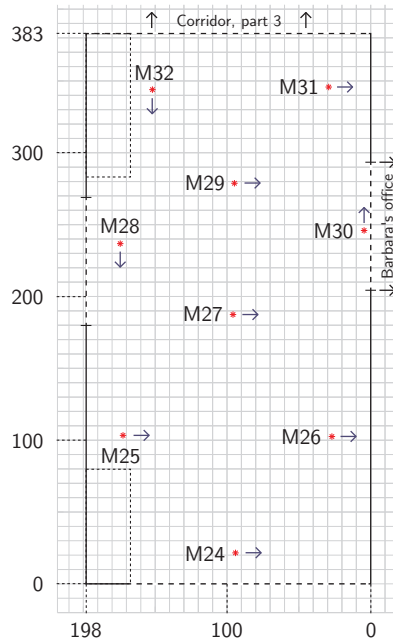 Corridor, part 3
383
M32
M31
300
M29
Barbara's office
M28
M30
200
M27
100
M25
M26
M24
0
198
100
0